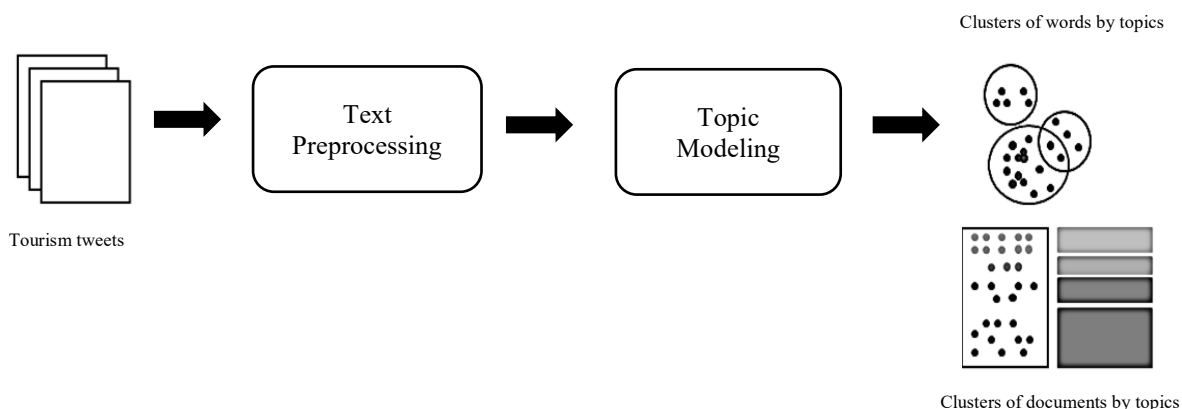 Clusters of words by topics
Text
Preprocessing
Topic
Modeling
Tourism tweets
Clusters of documents by topics